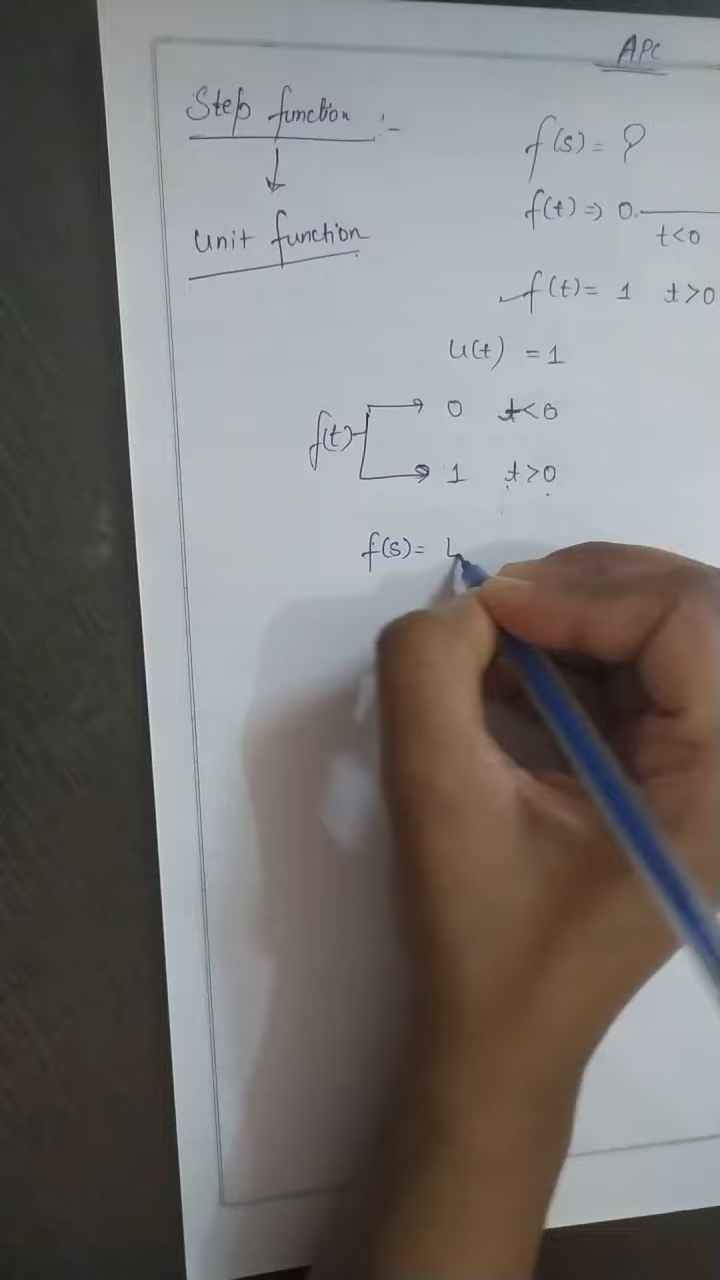 APC
Step function :-
f(s) = ?
Unit function
f(t) => 0. t<0
f(t) = 1 t>0
u(t) = 1
f(t) 0 t<0
1 t>0
f(s) = L